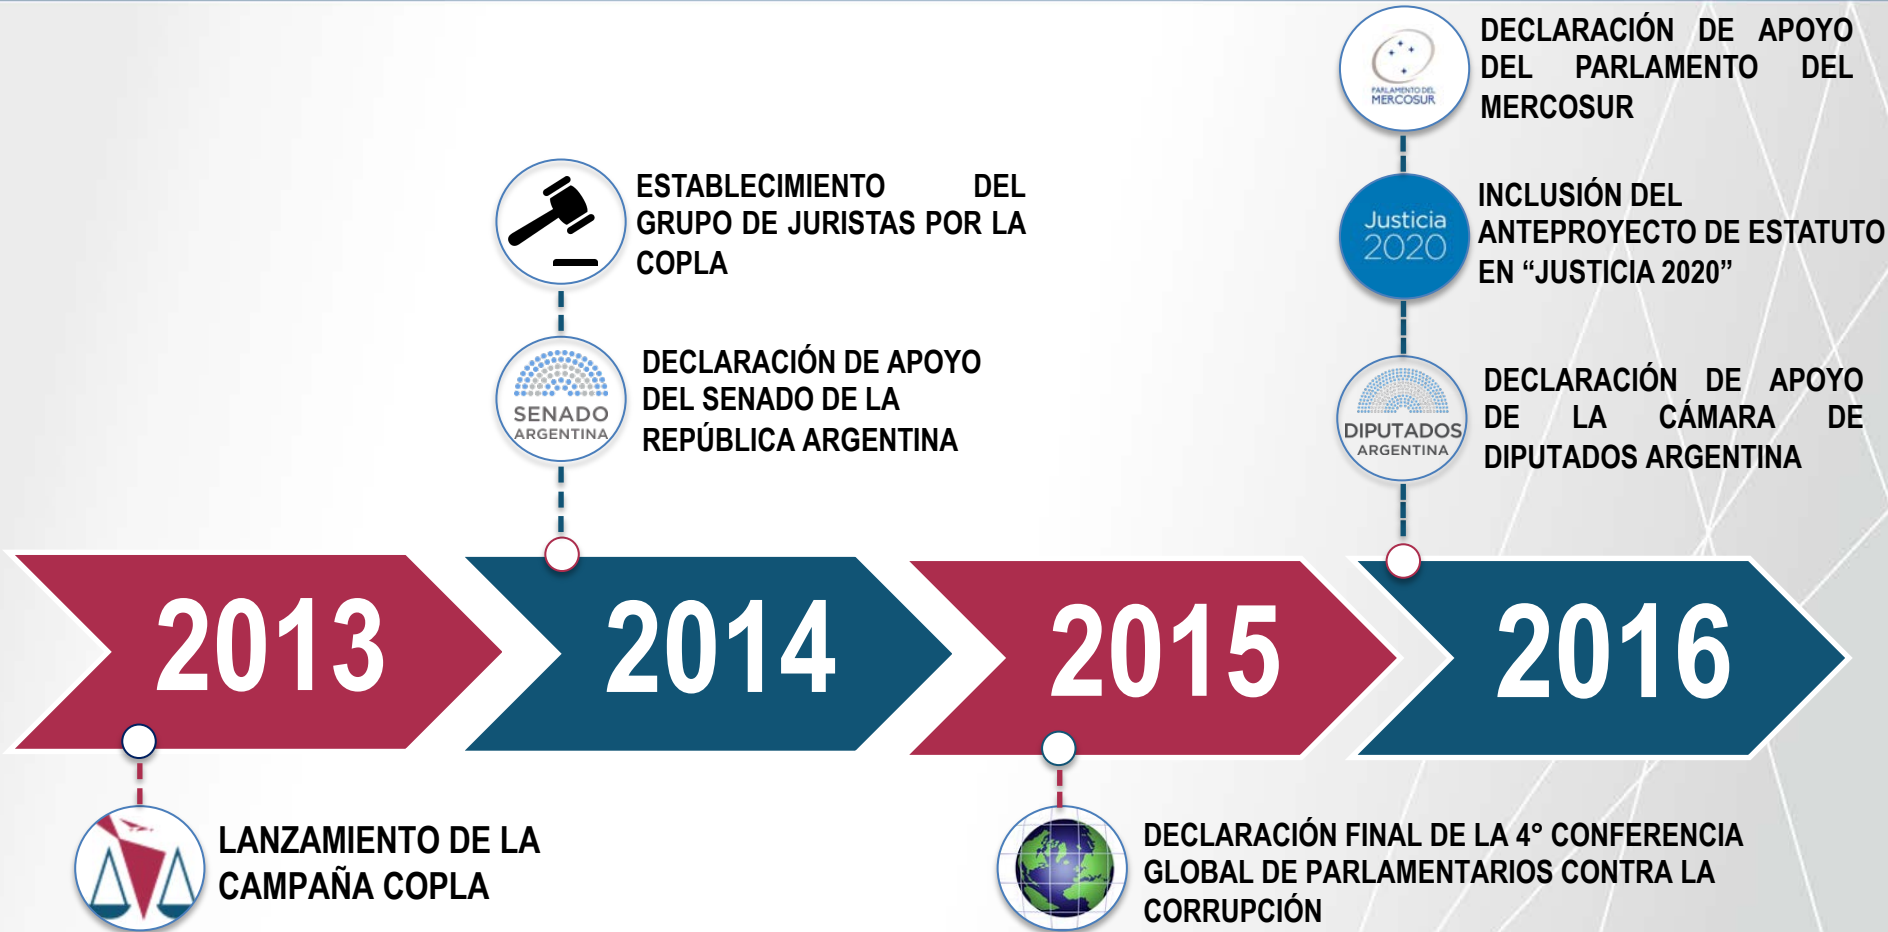 PARLAMENTO DEL
MERCOSUR
DECLARACIÓN DE APOYO
DEL PARLAMENTO DEL
MERCOSUR
ESTABLECIMIENTO DEL
GRUPO DE JURISTAS POR LA
COPLA
Justicia
2020
INCLUSIÓN DEL
ANTEPROYECTO DE ESTATUTO
EN “JUSTICIA 2020”
SENADO
ARGENTINA
DECLARACIÓN DE APOYO
DEL SENADO DE LA
REPÚBLICA ARGENTINA
DIPUTADOS
ARGENTINA
DECLARACIÓN DE APOYO
DE LA CÁMARA DE
DIPUTADOS ARGENTINA
2013
2014
2015
2016
LANZAMIENTO DE LA
CAMPAÑA COPLA
DECLARACIÓN FINAL DE LA 4° CONFERENCIA
GLOBAL DE PARLAMENTARIOS CONTRA LA
CORRUPCIÓN